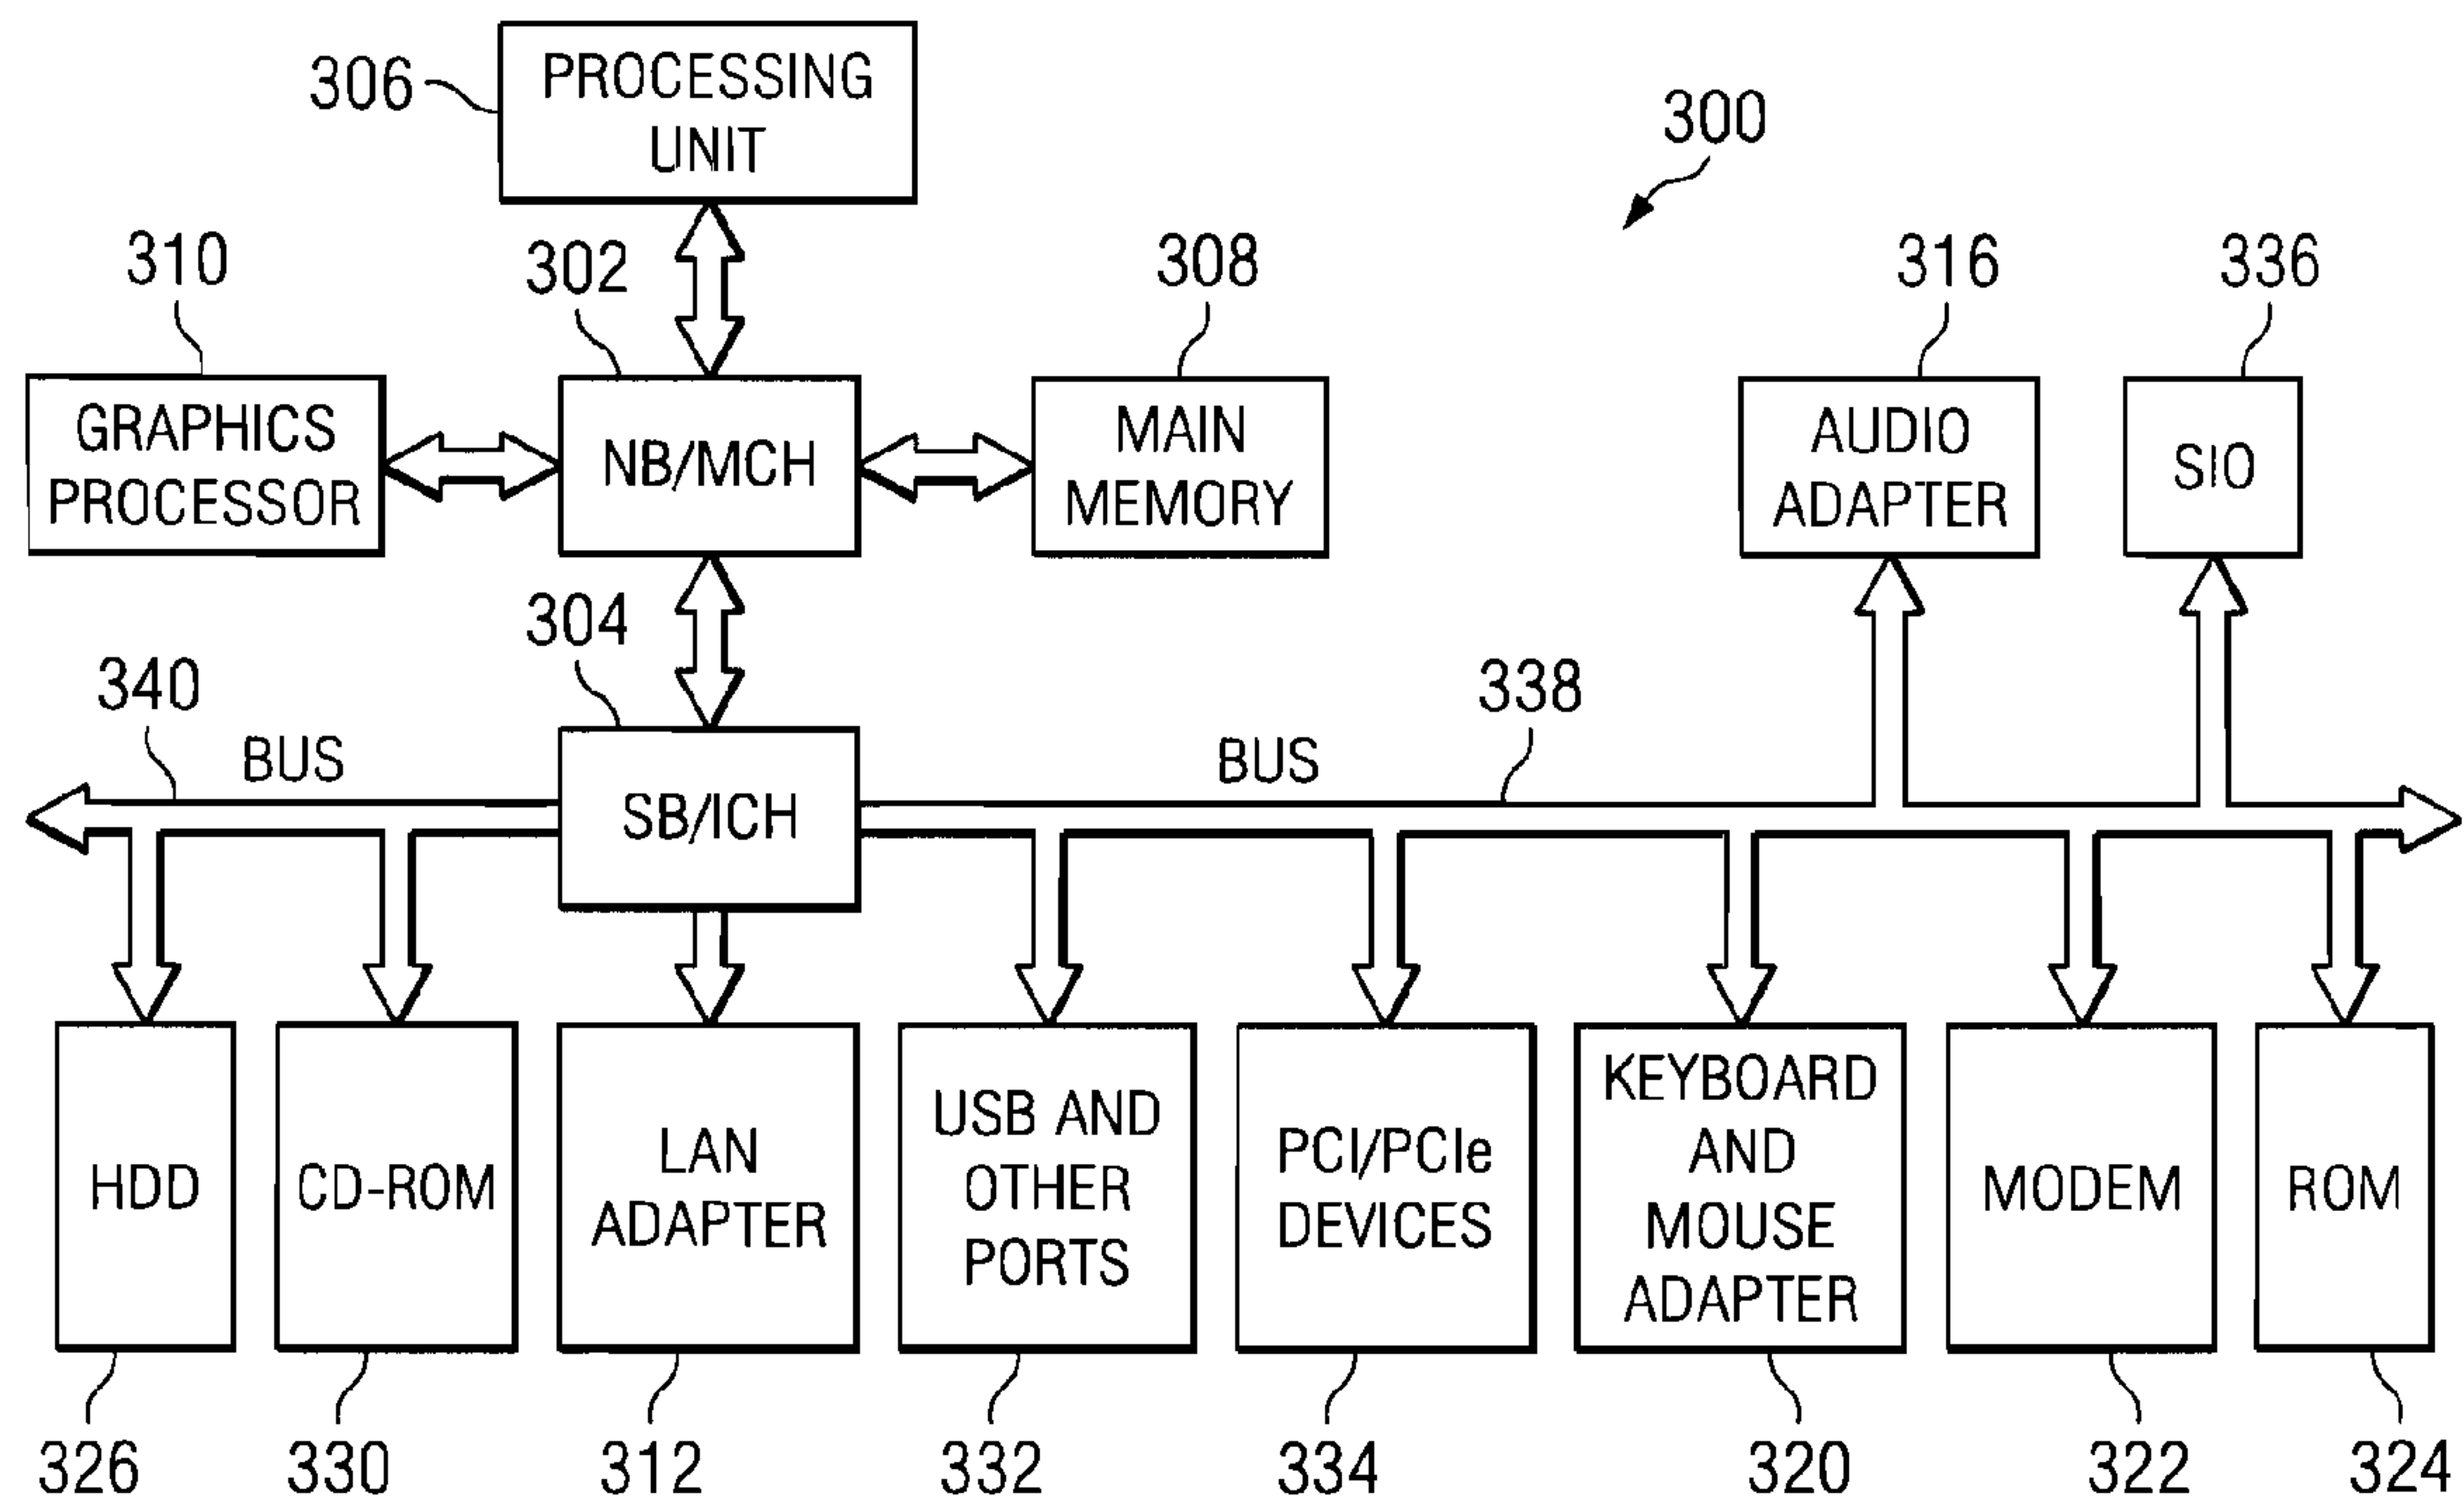 PROCESSING
UNIT
306
300
310
302
308
316
336
GRAPHICS
PROCESSOR
NB/MCH
MAIN
MEMORY
AUDIO
ADAPTER
SIO
304
340
338
BUS
BUS
SB/ICH
HDD
CD-ROM
LAN
ADAPTER
USB AND
OTHER
PORTS
PCI/PCIe
DEVICES
KEYBOARD
AND
MOUSE
ADAPTER
MODEM
ROM
326
330
312
332
334
320
322
324